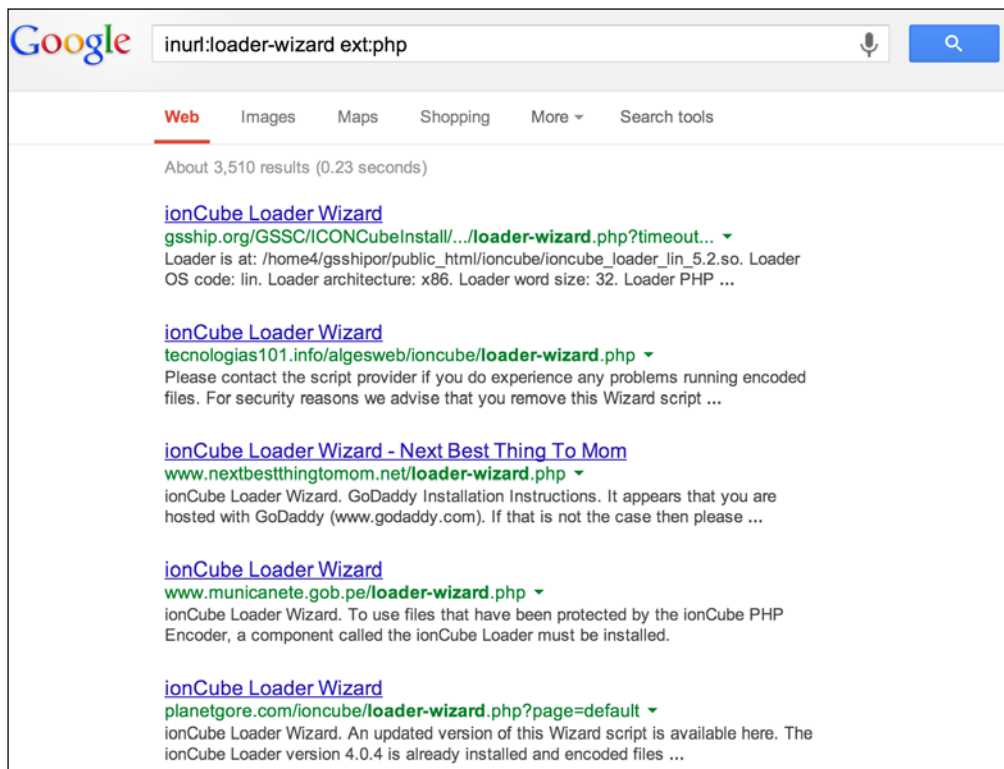 Google
inurl:loader-wizard ext:php
Web Images Maps Shopping More Search tools
About 3,510 results (0.23 seconds)
ionCube Loader Wizard
gsship.org/GSSC/ICONCubeInstall/.../loader-wizard.php?timeout...
Loader is at: /home4/gsshipor/public_html/ioncube/ioncube_loader_lin_5.2.so. Loader
OS code: lin. Loader architecture: x86. Loader word size: 32. Loader PHP ...
ionCube Loader Wizard
tecnologias101.info/algesweb/ioncube/loader-wizard.php
Please contact the script provider if you do experience any problems running encoded
files. For security reasons we advise that you remove this Wizard script ...
ionCube Loader Wizard - Next Best Thing To Mom
www.nextbestthingtomom.net/loader-wizard.php
ionCube Loader Wizard. GoDaddy Installation Instructions. It appears that you are
hosted with GoDaddy (www.godaddy.com). If that is not the case then please ...
ionCube Loader Wizard
www.municanete.gob.pe/loader-wizard.php
ionCube Loader Wizard. To use files that have been protected by the ionCube PHP
Encoder, a component called the ionCube Loader must be installed.
ionCube Loader Wizard
planetgore.com/ioncube/loader-wizard.php?page=default
ionCube Loader Wizard. An updated version of this Wizard script is available here. The
ionCube Loader version 4.0.4 is already installed and encoded files ...